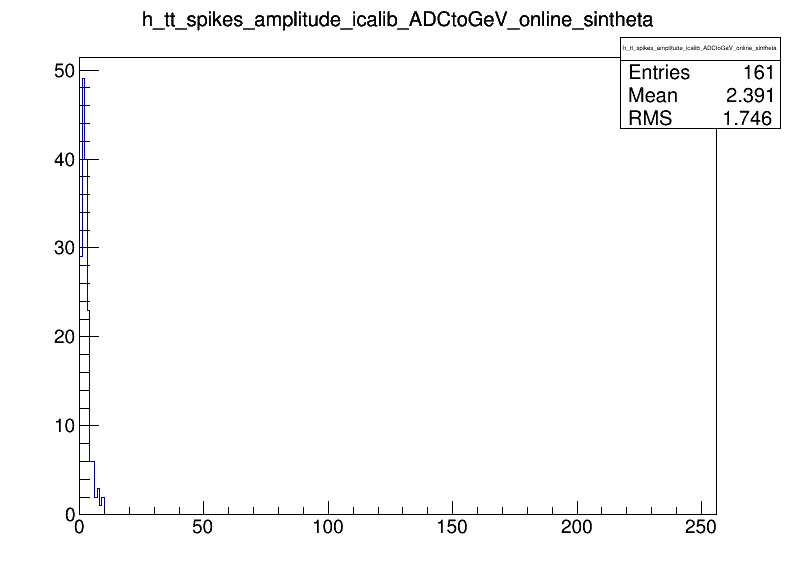 h_tt_spikes_amplitude_icalib_ADCtoGeV_online_sintheta
h_tt_spikes_amplitude_icalib_ADCtoGeV_online_sintheta
Entries 161
Mean 2.391
RMS 1.746
50
40
30
20
10
0
0 50 100 150 200 250